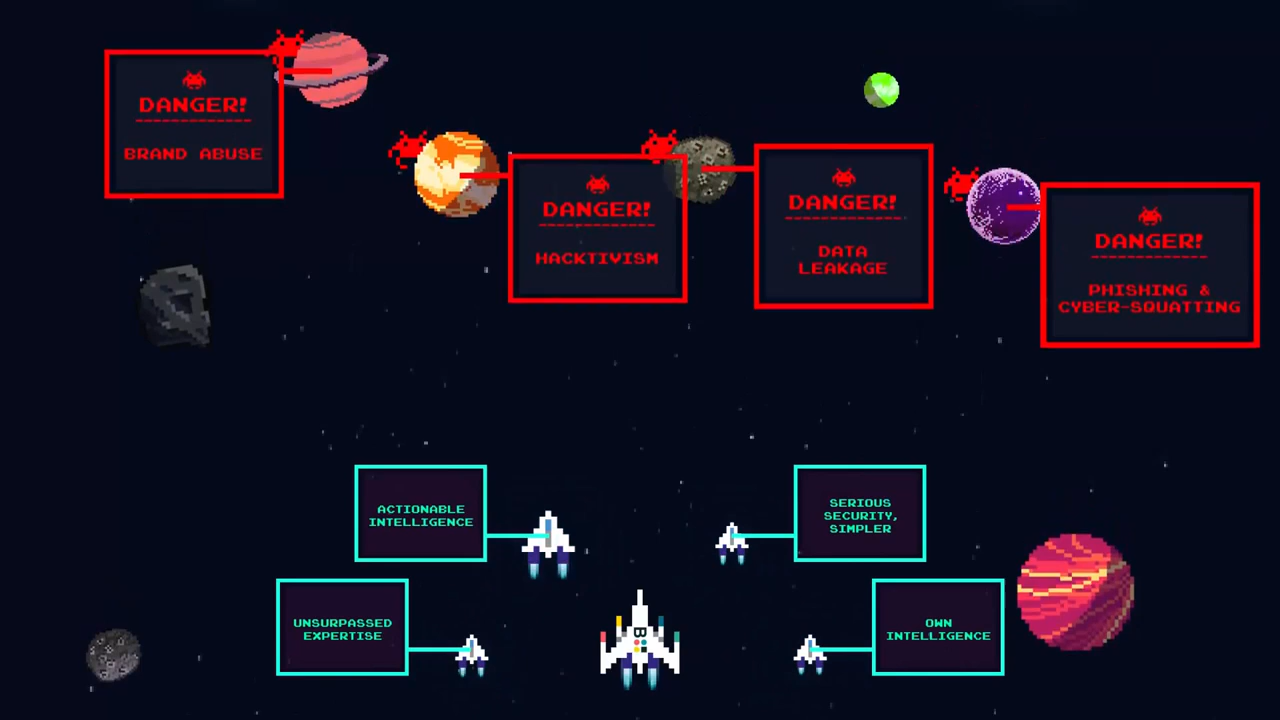 DANGER!
BRAND ABUSE
DANGER!
HACKTIVISM
DANGER!
DATA
LEAKAGE
DANGER!
PHISHING &
CYBER-SQUATTING
ACTIONABLE
INTELLIGENCE
SERIOUS
SECURITY,
SIMPLER
UNSURPASSED
EXPERTISE
B
OWN
INTELLIGENCE